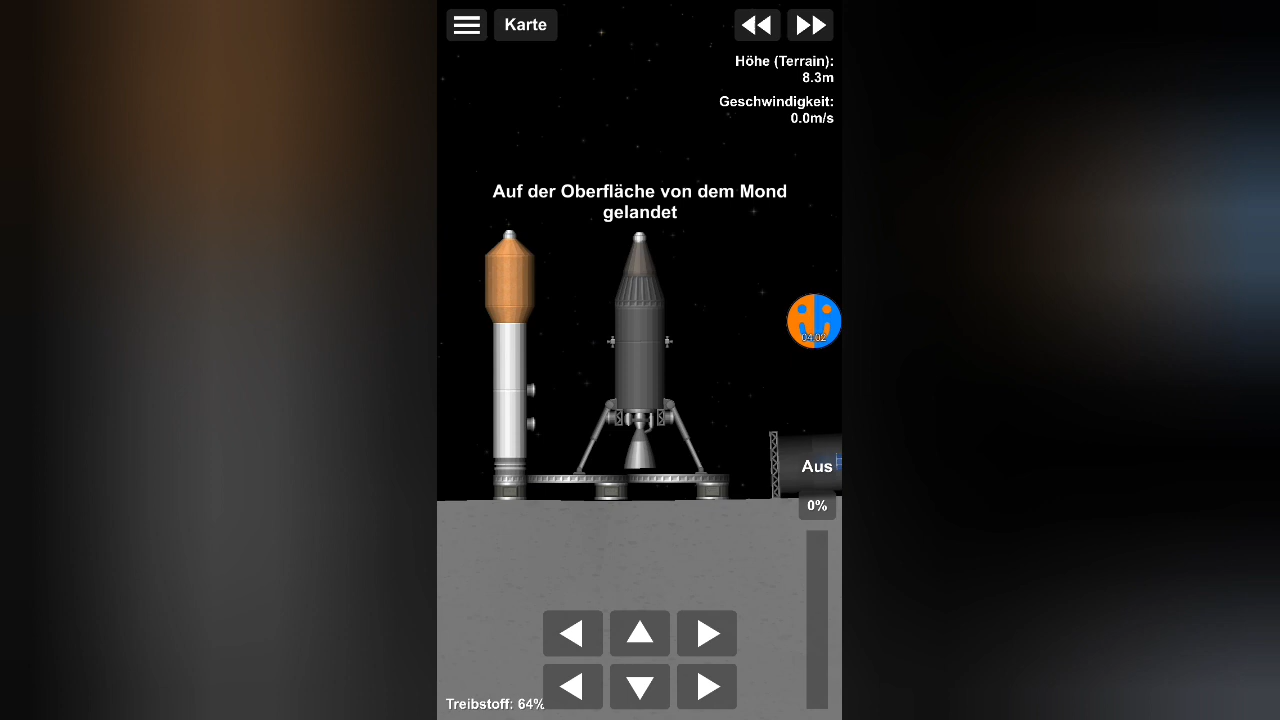 Karte
Höhe (Terrain):
8.3m
Geschwindigkeit:
0.0m/s
Auf der Oberfläche von dem Mond
gelandet
04:02
Aus
0%
Treibstoff: 64%